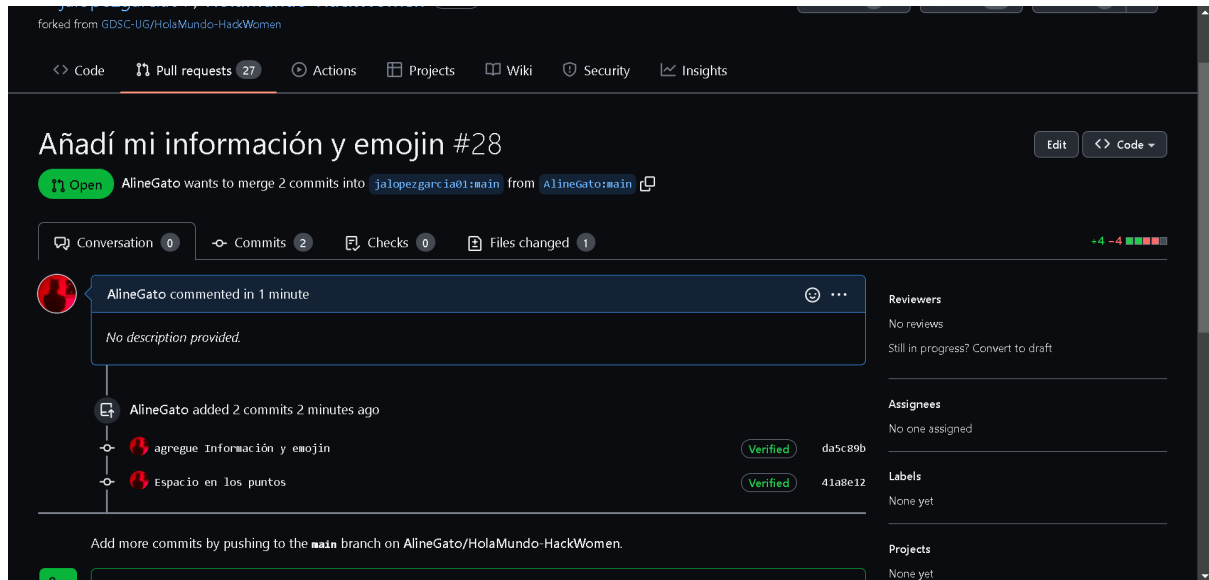 forked from GDSC-UG/HolaMundo-HackWomen
Code Pull requests 27 Actions Projects Wiki Security Insights
Añadí mi información y emojin #28
Edit Code
Open AlineGato wants to merge 2 commits into jalopezgarcia01:main from AlineGato:main
Conversation 0 Commits 2 Checks 0 Files changed 1
+4 −4
AlineGato commented in 1 minute
No description provided.
AlineGato added 2 commits 2 minutes ago
agregue Información y emojin Verified da5c89b
Espacio en los puntos Verified 41a8e12
Add more commits by pushing to the main branch on AlineGato/HolaMundo-HackWomen.
Reviewers
No reviews
Still in progress? Convert to draft
Assignees
No one assigned
Labels
None yet
Projects
None yet